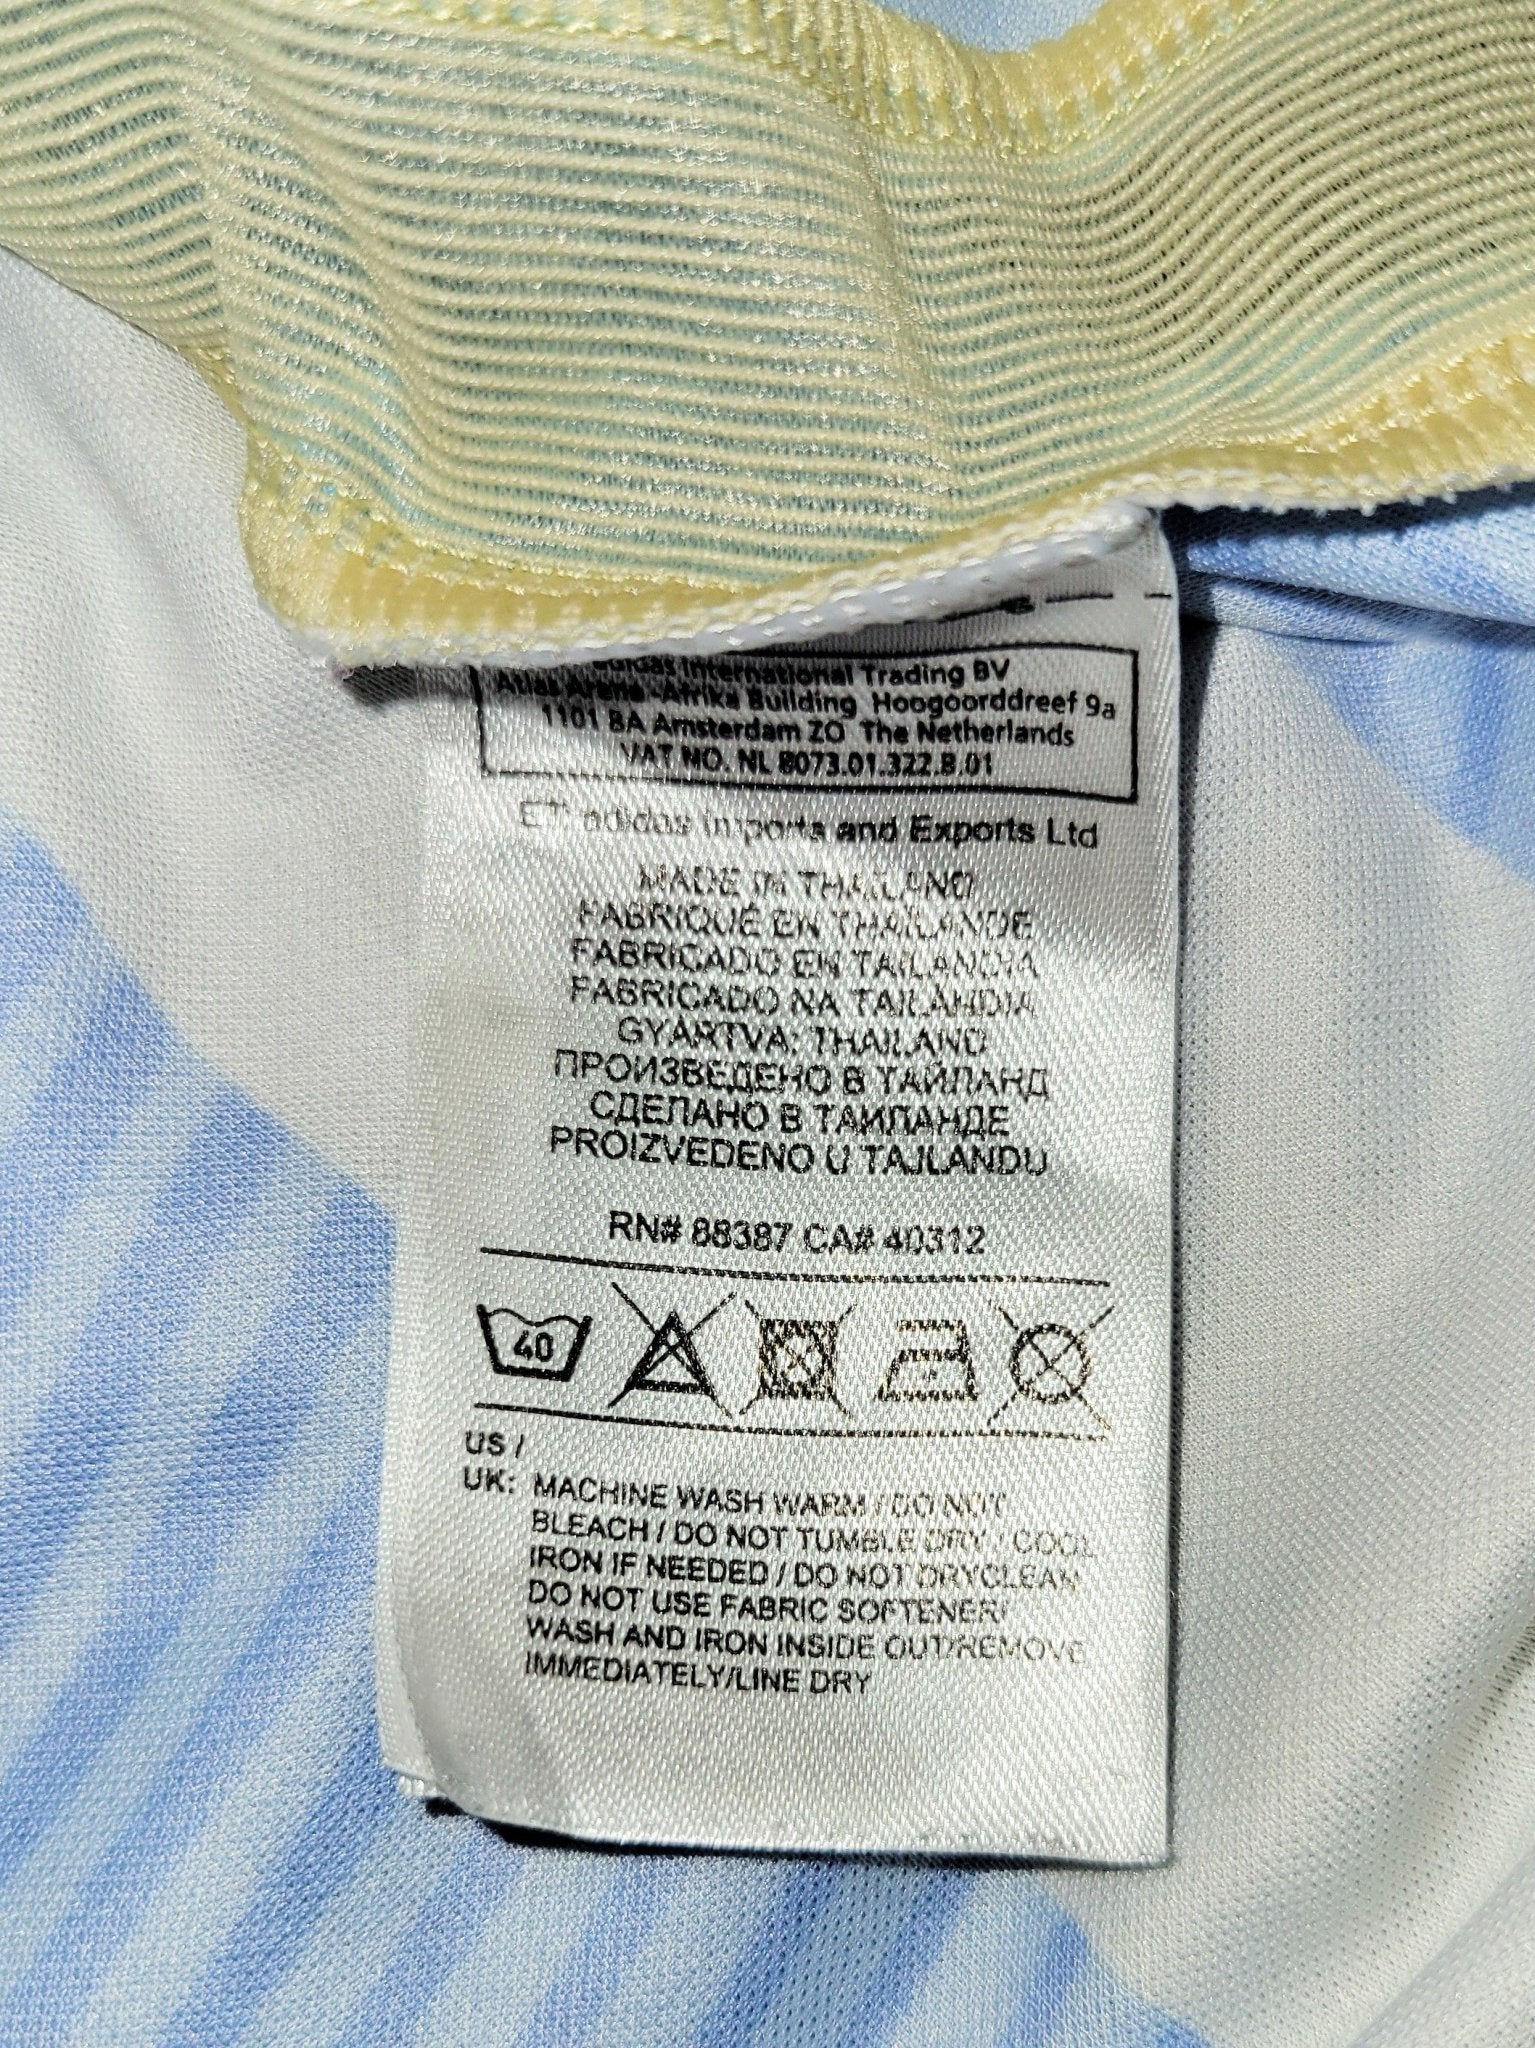 adidas International Trading BV
Atlas Arena -Afrika Building Hoogoorddreef 9a
1101 BA Amsterdam ZO The Netherlands
VAT NO. NL 8073.01.322.B.01
ET: adidas Imports and Exports Ltd
MADE IN THAILAND
FABRIQUÉ EN THAÏLANDE
FABRICADO EN TAILANDIA
FABRICADO NA TAILÂNDIA
GYÁRTVA: THAILAND
ПРОИЗВЕДЕНО В ТАЙЛАНД
СДЕЛАНО В ТАИЛАНДЕ
PROIZVEDENO U TAJLANDU
RN# 88387 CA# 40312
40
US /
UK: MACHINE WASH WARM / DO NOT
BLEACH / DO NOT TUMBLE DRY / COOL
IRON IF NEEDED / DO NOT DRYCLEAN
DO NOT USE FABRIC SOFTENER/
WASH AND IRON INSIDE OUT/REMOVE
IMMEDIATELY/LINE DRY